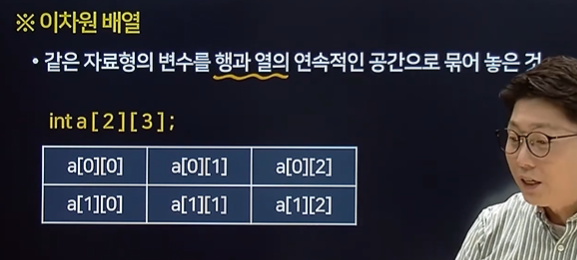 ※ 이차원 배열
• 같은 자료형의 변수를 행과 열의 연속적인 공간으로 묶어 놓은 것
int a [ 2 ] [ 3 ] ;
a[0][0] a[0][1] a[0][2]
a[1][0] a[1][1] a[1][2]